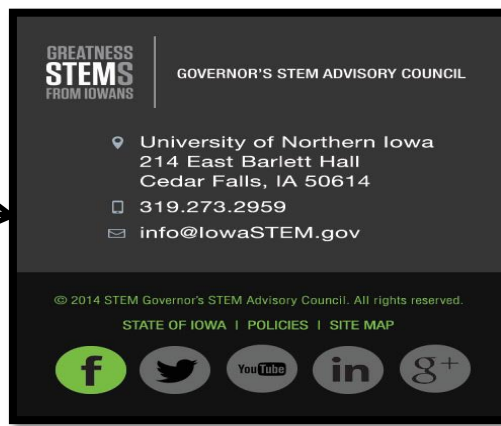 GREATNESS
STEMS
FROM IOWANS
GOVERNOR'S STEM ADVISORY COUNCIL
University of Northern Iowa
214 East Barlett Hall
Cedar Falls, IA 50614
319.273.2959
info@IowaSTEM.gov
© 2014 STEM Governor's STEM Advisory Council. All rights reserved.
STATE OF IOWA | POLICIES | SITE MAP
f YouTube in g+